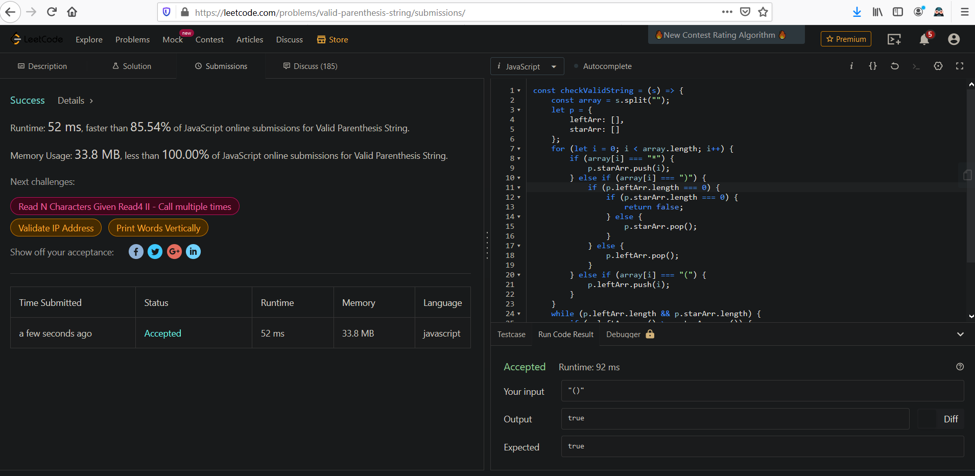 https://leetcode.com/problems/valid-parenthesis-string/submissions/
LeetCode Explore Problems Mock new Contest Articles Discuss Store
New Contest Rating Algorithm
Premium
5
Description Solution Submissions Discuss (185)
i JavaScript Autocomplete
Success Details >
Runtime: 52 ms, faster than 85.54% of JavaScript online submissions for Valid Parenthesis String.
Memory Usage: 33.8 MB, less than 100.00% of JavaScript online submissions for Valid Parenthesis String.
Next challenges:
Read N Characters Given Read4 II - Call multiple times
Validate IP Address Print Words Vertically
Show off your acceptance:
Time Submitted Status Runtime Memory Language
a few seconds ago Accepted 52 ms 33.8 MB javascript
1 const checkValidString = (s) => {
2 const array = s.split("");
3 let p = {
4 leftArr: [],
5 starArr: []
6 };
7 for (let i = 0; i < array.length; i++) {
8 if (array[i] === "*") {
9 p.starArr.push(i);
10 } else if (array[i] === ")") {
11 if (p.leftArr.length === 0) {
12 if (p.starArr.length === 0) {
13 return false;
14 } else {
15 p.starArr.pop();
16 }
17 } else {
18 p.leftArr.pop();
19 }
20 } else if (array[i] === "(") {
21 p.leftArr.push(i);
22 }
23 }
24 while (p.leftArr.length && p.starArr.length) {
Testcase Run Code Result Debugger
Accepted Runtime: 92 ms
Your input "()"
Output true Diff
Expected true